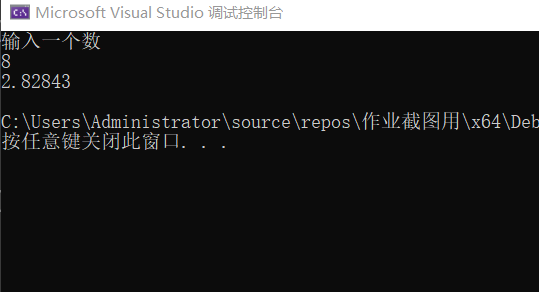 Microsoft Visual Studio 调试控制台
输入一个数
8
2.82843
C:\Users\Administrator\source\repos\作业截图用\x64\Deb
按任意键关闭此窗口. . .